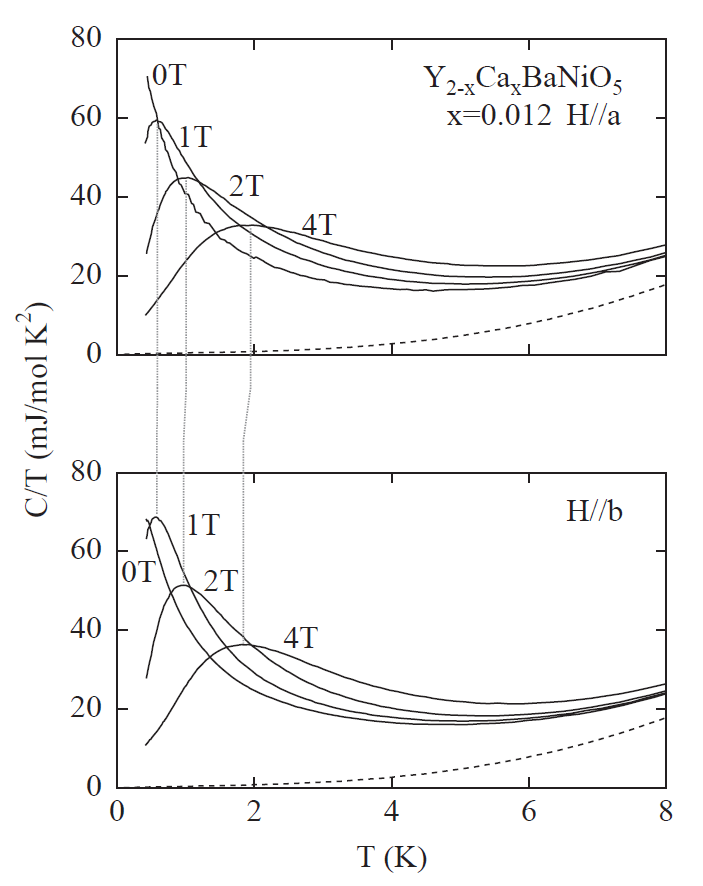 80
60
40
20
0
0T
1T
2T
4T
Y2-xCaxBaNiO5
x=0.012 H//a
C/T (mJ/mol K2)
80
60
40
20
0
0T
1T
2T
4T
H//b
0 2 4 6 8
T (K)